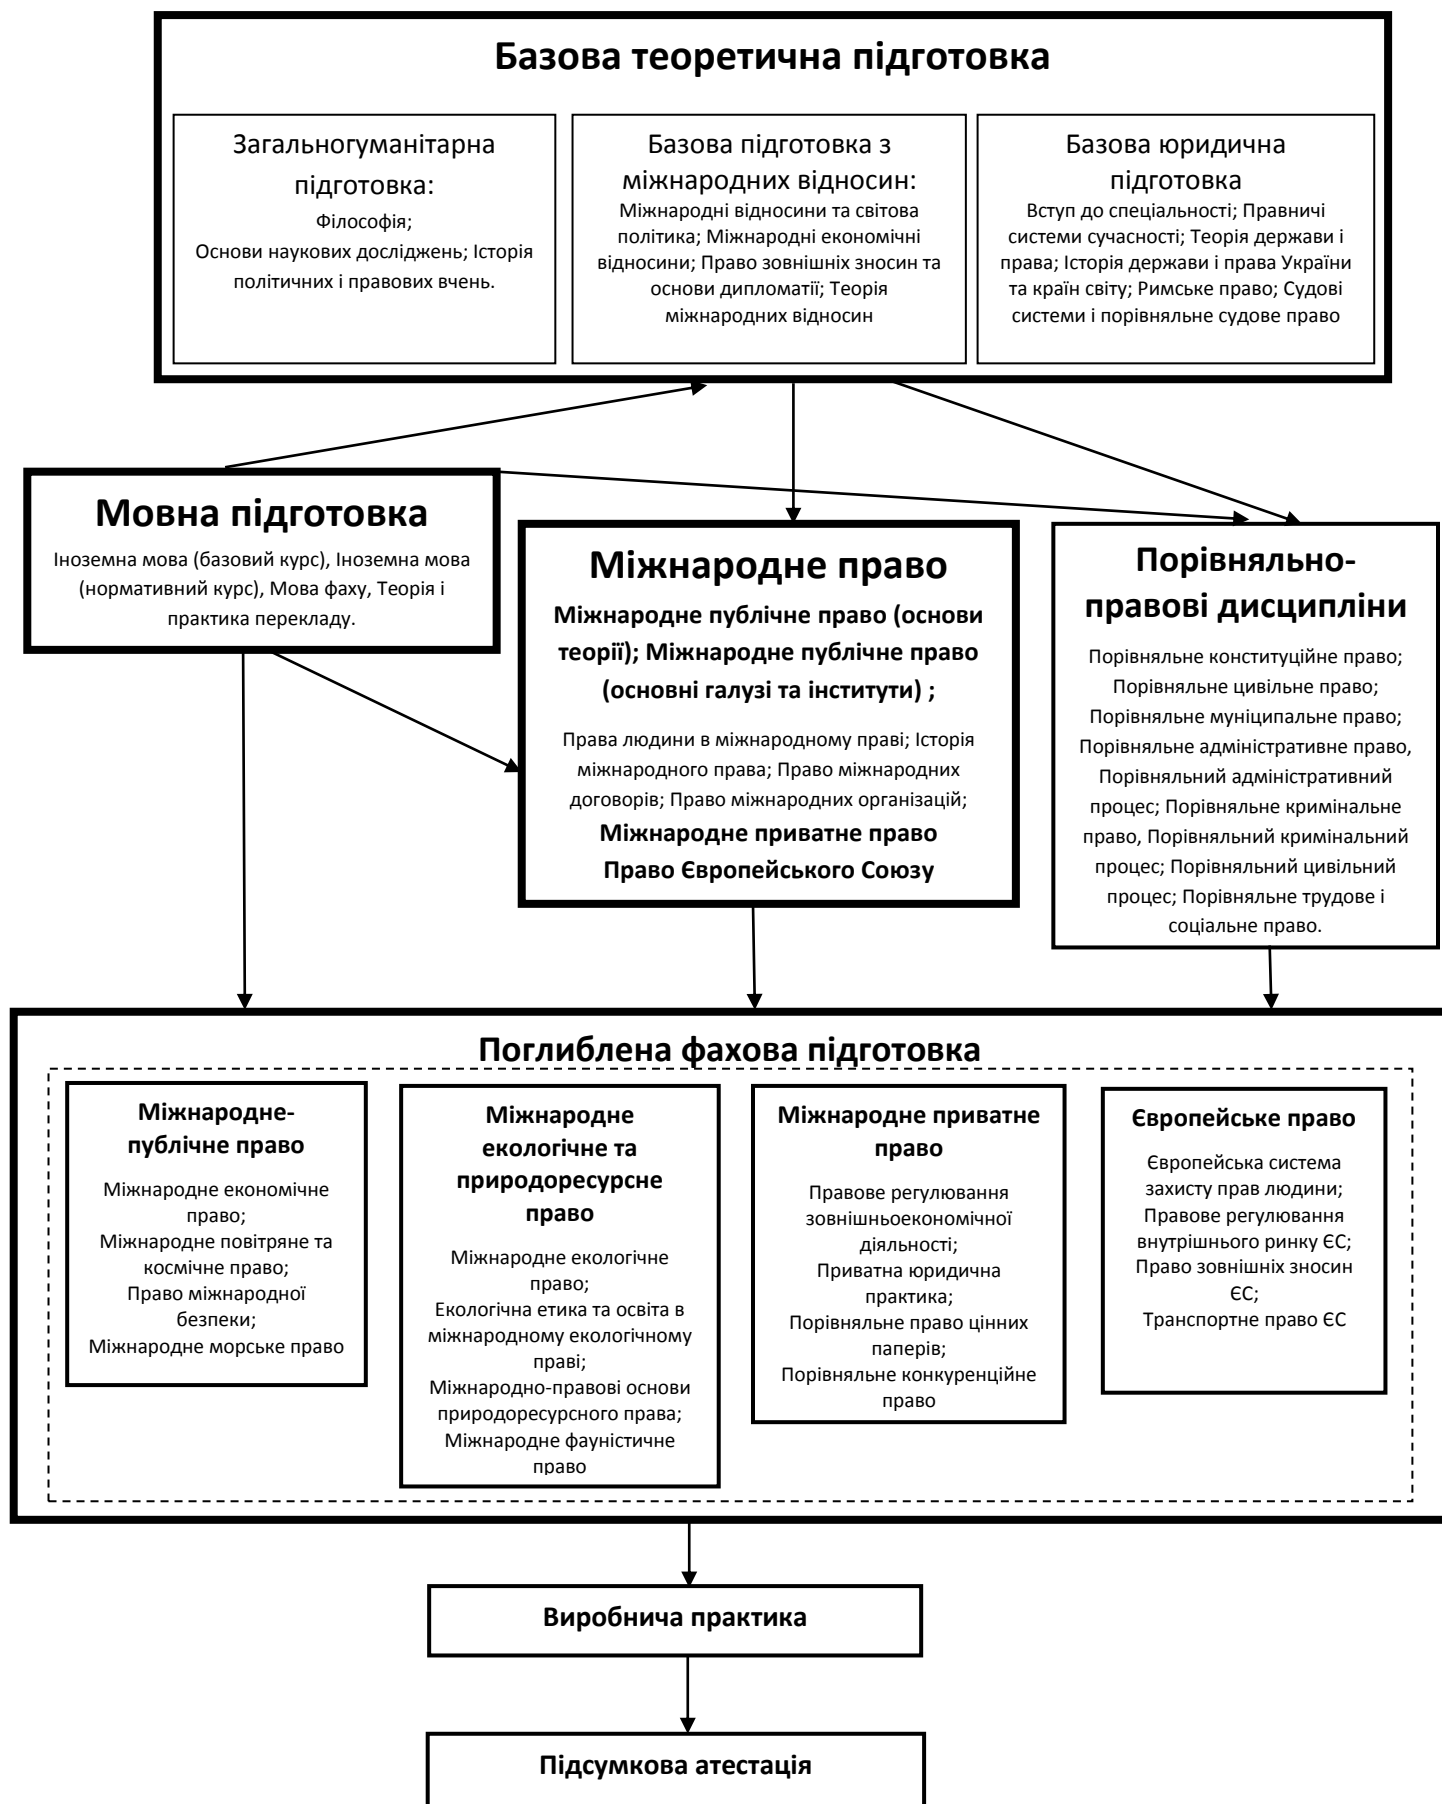 Базова теоретична підготовка
Загальногуманітарна
підготовка:
Філософія;
Основи наукових досліджень; Історія
політичних і правових вчень.
Базова підготовка з
міжнародних відносин:
Міжнародні відносини та світова
політика; Міжнародні економічні
відносини; Право зовнішніх зносин та
основи дипломатії; Теорія
міжнародних відносин
Базова юридична
підготовка
Вступ до спеціальності; Правничі
системи сучасності; Теорія держави і
права; Історія держави і права України
та країн світу; Римське право; Судові
системи і порівняльне судове право
Мовна підготовка
Іноземна мова (базовий курс), Іноземна мова
(нормативний курс), Мова фаху, Теорія і
практика перекладу.
Міжнародне право
Міжнародне публічне право (основи
теорії); Міжнародне публічне право
(основні галузі та інститути) ;
Права людини в міжнародному праві; Історія
міжнародного права; Право міжнародних
договорів; Право міжнародних організацій;
Міжнародне приватне право
Право Європейського Союзу
Порівняльно-
правові дисципліни
Порівняльне конституційне право;
Порівняльне цивільне право;
Порівняльне муніципальне право;
Порівняльне адміністративне право,
Порівняльний адміністративний
процес; Порівняльне кримінальне
право, Порівняльний кримінальний
процес; Порівняльний цивільний
процес; Порівняльне трудове і
соціальне право.
Поглиблена фахова підготовка
Міжнародне-
публічне право
Міжнародне економічне
право;
Міжнародне повітряне та
космічне право;
Право міжнародної
безпеки;
Міжнародне морське право
Міжнародне
екологічне та
природоресурсне
право
Міжнародне екологічне
право;
Екологічна етика та освіта в
міжнародному екологічному
праві;
Міжнародно-правові основи
природоресурсного права;
Міжнародне фауністичне
право
Міжнародне приватне
право
Правове регулювання
зовнішньоекономічної
діяльності;
Приватна юридична
практика;
Порівняльне право цінних
паперів;
Порівняльне конкуренційне
право
Європейське право
Європейська система
захисту прав людини;
Правове регулювання
внутрішнього ринку ЄС;
Право зовнішніх зносин
ЄС;
Транспортне право ЄС
Виробнича практика
Підсумкова атестація